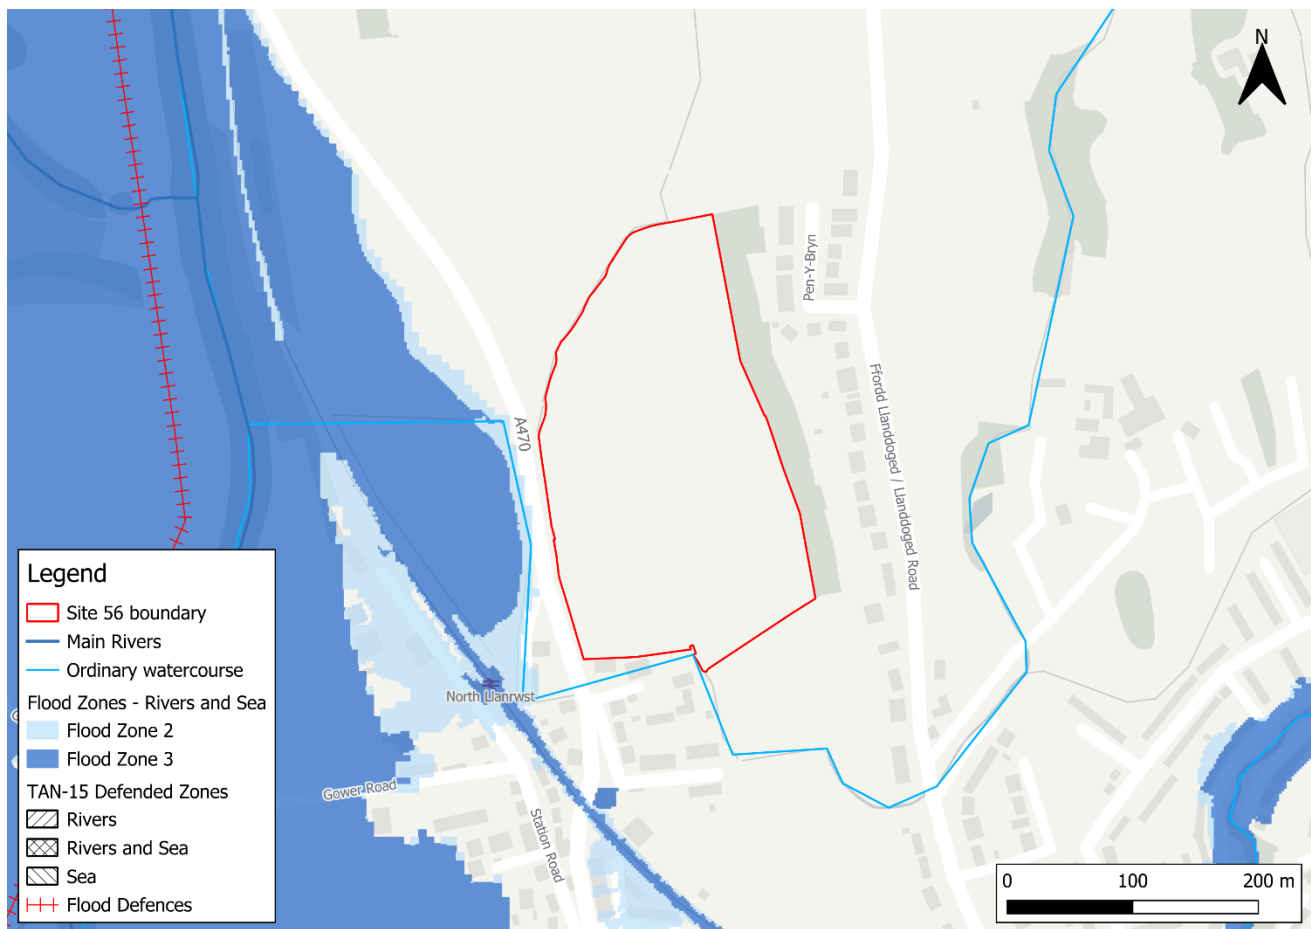 N
Pen-Y-Bryn
A470
Ffordd Llanddoged / Llanddoged Road
North Llanrwst
Gower Road
Station Road
Legend
Site 56 boundary
Main Rivers
Ordinary watercourse
Flood Zones - Rivers and Sea
Flood Zone 2
Flood Zone 3
TAN-15 Defended Zones
Rivers
Rivers and Sea
Sea
Flood Defences
0 100 200 m